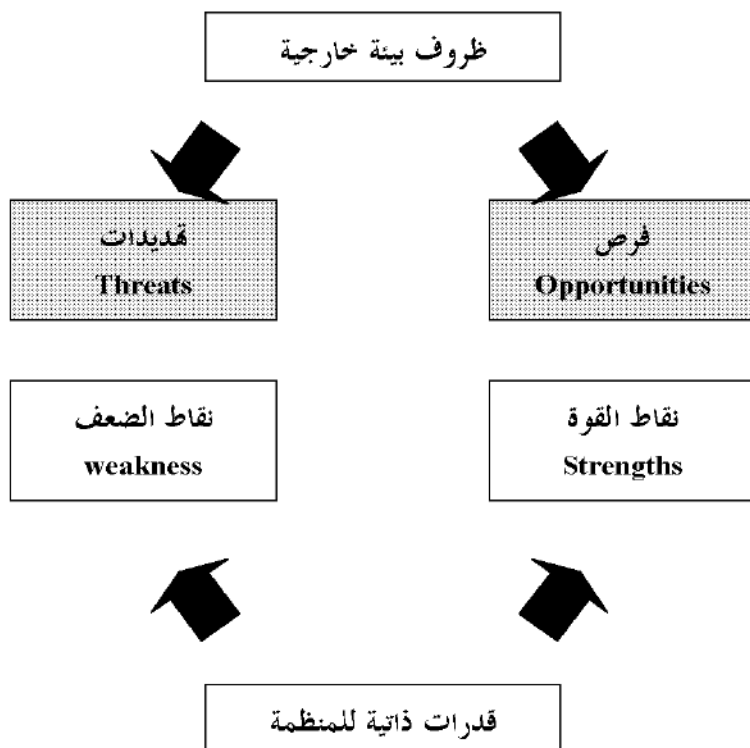 ظروف بيئة خارجية
فرص
Opportunities
تهديدات
Threats
نقاط القوة
Strengths
نقاط الضعف
weakness
قدرات ذاتية للمنظمة